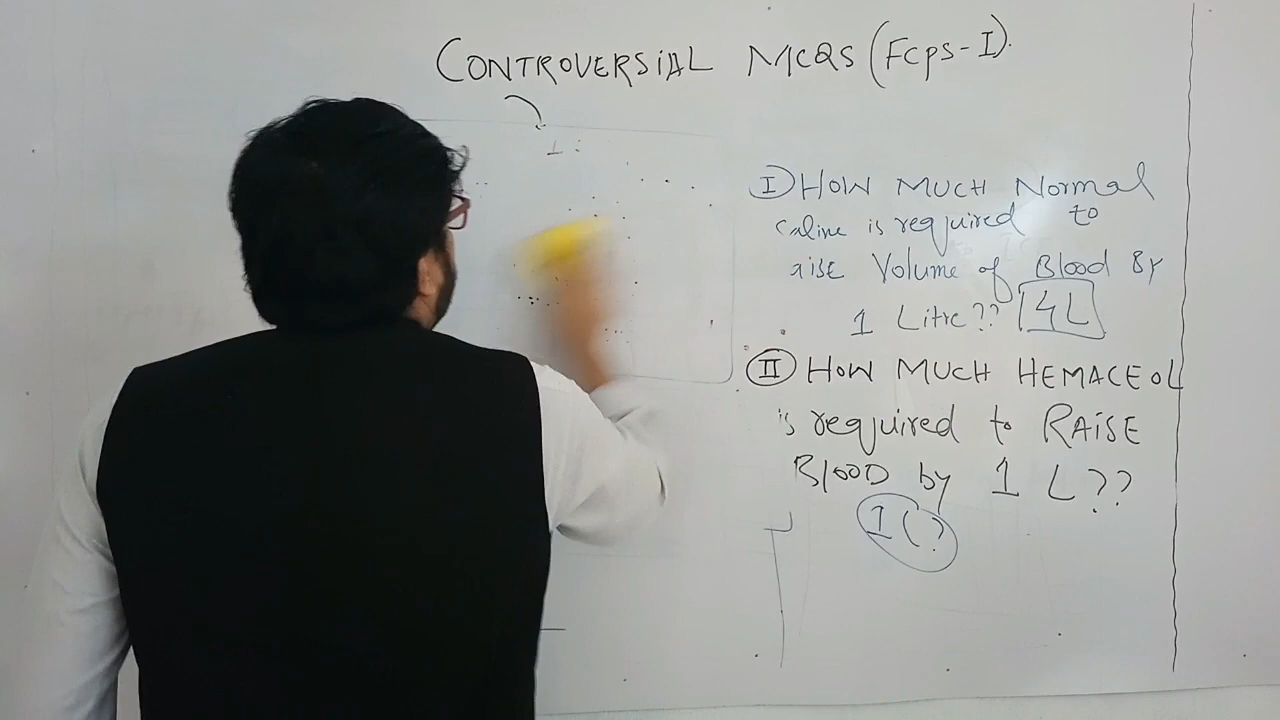 CONTROVERSIAL MCQS (FCPS-I).
1:
I) HOW MUCH Normal
saline is required to
raise Volume of Blood By
1 Litre?? 4L
II HOW MUCH HEMACEOL
is required to RAISE
BlOOD by 1 L??
1 (?